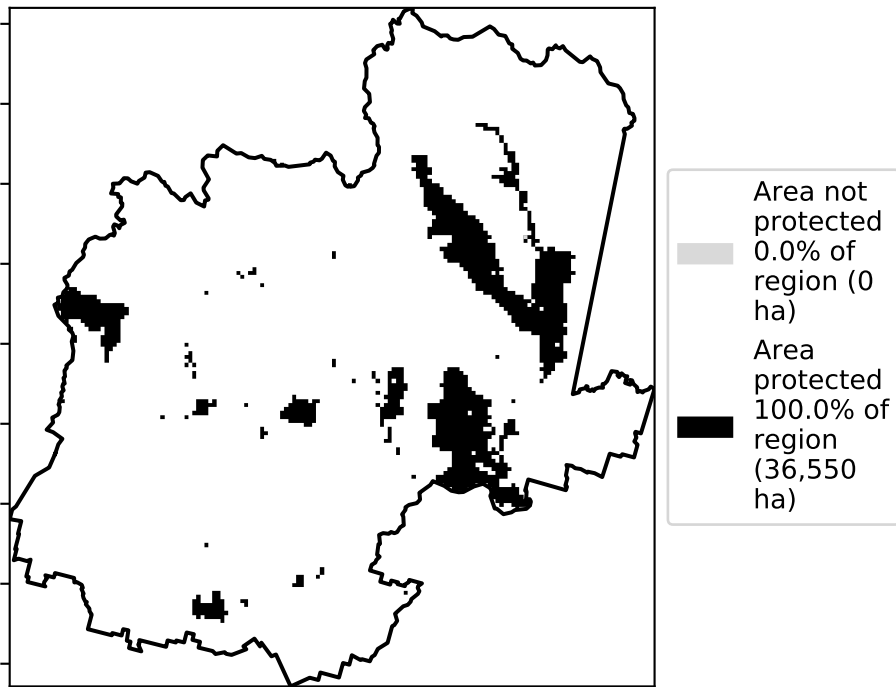 Area not
protected
0.0% of
region (0
ha)
Area
protected
100.0% of
region
(36,550
ha)